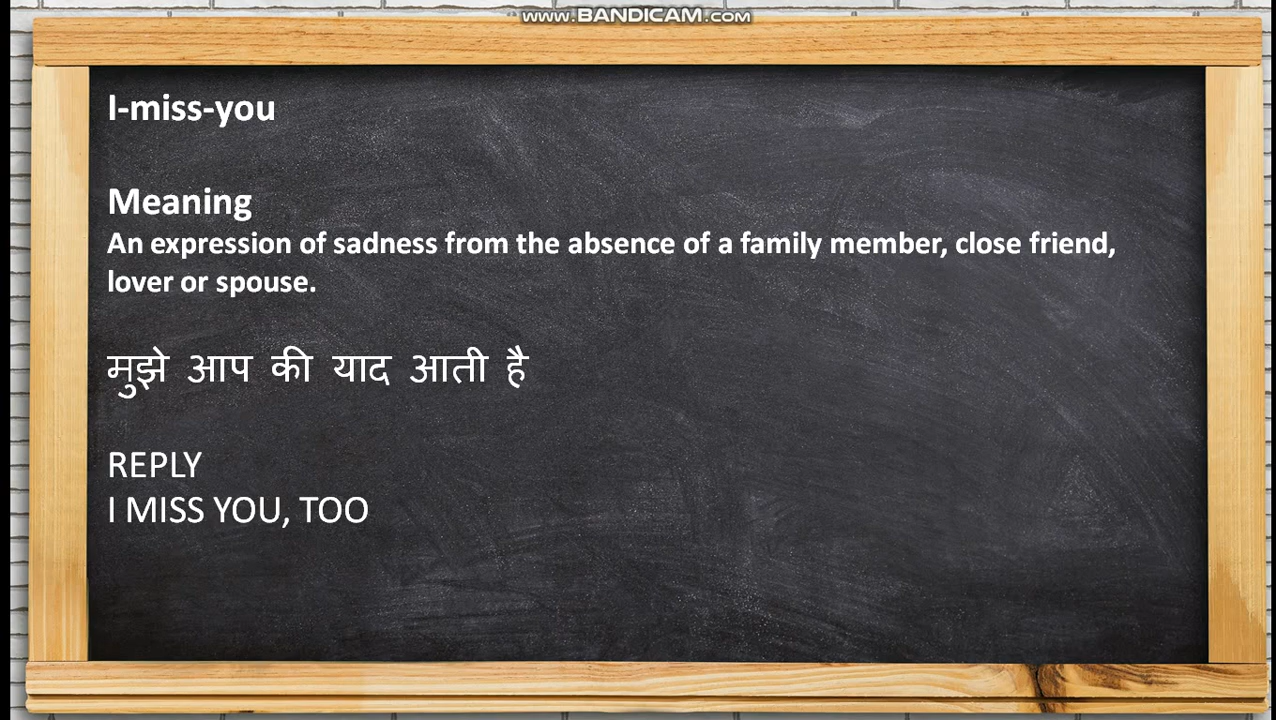 www.BANDICAM.com
I-miss-you
Meaning
An expression of sadness from the absence of a family member, close friend,
lover or spouse.
मुझे आप की याद आती है
REPLY
I MISS YOU, TOO